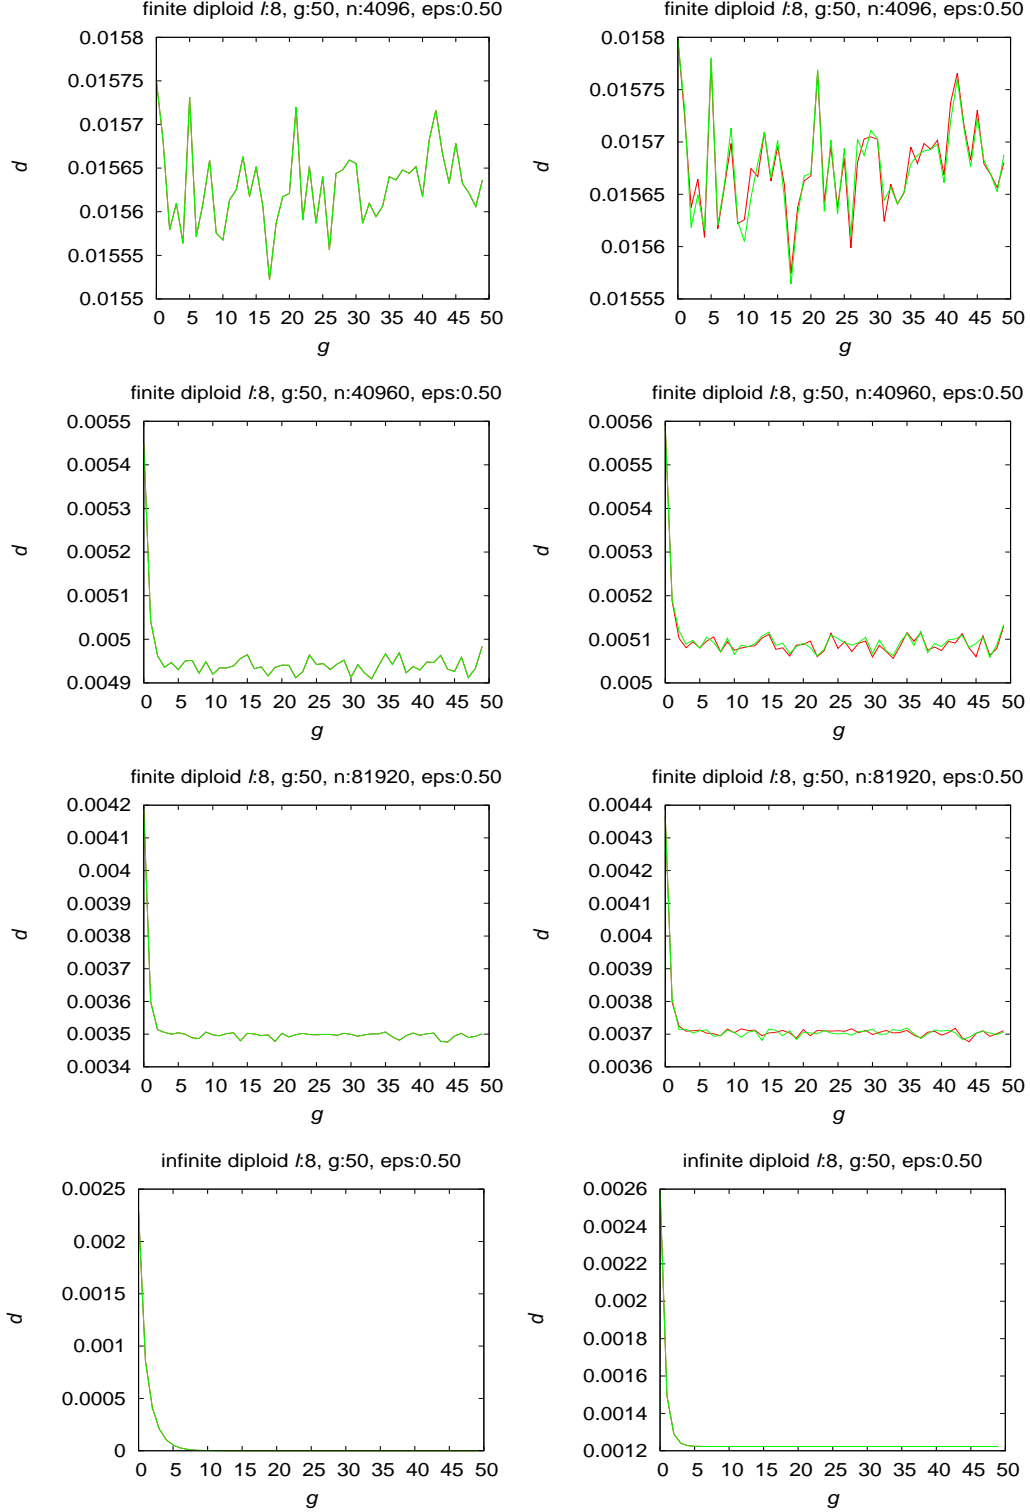 finite diploid l:8, g:50, n:4096, eps:0.50
0.0158
0.01575
0.0157
0.01565
0.0156
0.01555
0.0155
d
0 5 10 15 20 25 30 35 40 45 50
g
finite diploid l:8, g:50, n:4096, eps:0.50
0.0158
0.01575
0.0157
0.01565
0.0156
0.01555
d
0 5 10 15 20 25 30 35 40 45 50
g
finite diploid l:8, g:50, n:40960, eps:0.50
0.0055
0.0054
0.0053
0.0052
0.0051
0.005
0.0049
d
0 5 10 15 20 25 30 35 40 45 50
g
finite diploid l:8, g:50, n:40960, eps:0.50
0.0056
0.0055
0.0054
0.0053
0.0052
0.0051
0.005
d
0 5 10 15 20 25 30 35 40 45 50
g
finite diploid l:8, g:50, n:81920, eps:0.50
0.0042
0.0041
0.004
0.0039
0.0038
0.0037
0.0036
0.0035
0.0034
d
0 5 10 15 20 25 30 35 40 45 50
g
finite diploid l:8, g:50, n:81920, eps:0.50
0.0044
0.0043
0.0042
0.0041
0.004
0.0039
0.0038
0.0037
0.0036
d
0 5 10 15 20 25 30 35 40 45 50
g
infinite diploid l:8, g:50, eps:0.50
0.0025
0.002
0.0015
0.001
0.0005
0
d
0 5 10 15 20 25 30 35 40 45 50
g
infinite diploid l:8, g:50, eps:0.50
0.0026
0.0024
0.0022
0.002
0.0018
0.0016
0.0014
0.0012
d
0 5 10 15 20 25 30 35 40 45 50
g